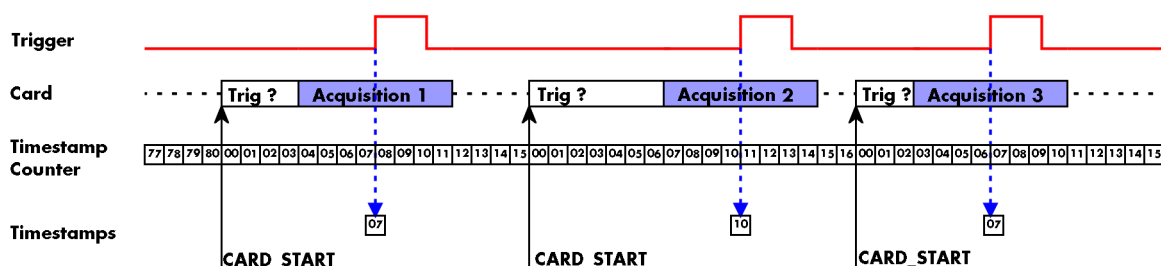 Trigger
Card
Trig ? Acquisition 1 Trig ? Acquisition 2 Trig ? Acquisition 3
Timestamp
Counter
77 78 79 80 00 01 02 03 04 05 06 07 08 09 10 11 12 13 14 15 00 01 02 03 04 05 06 07 08 09 10 11 12 13 14 15 16 00 01 02 03 04 05 06 07 08 09 10 11 12 13 14 15
Timestamps
07 10 07
CARD_START CARD_START CARD_START